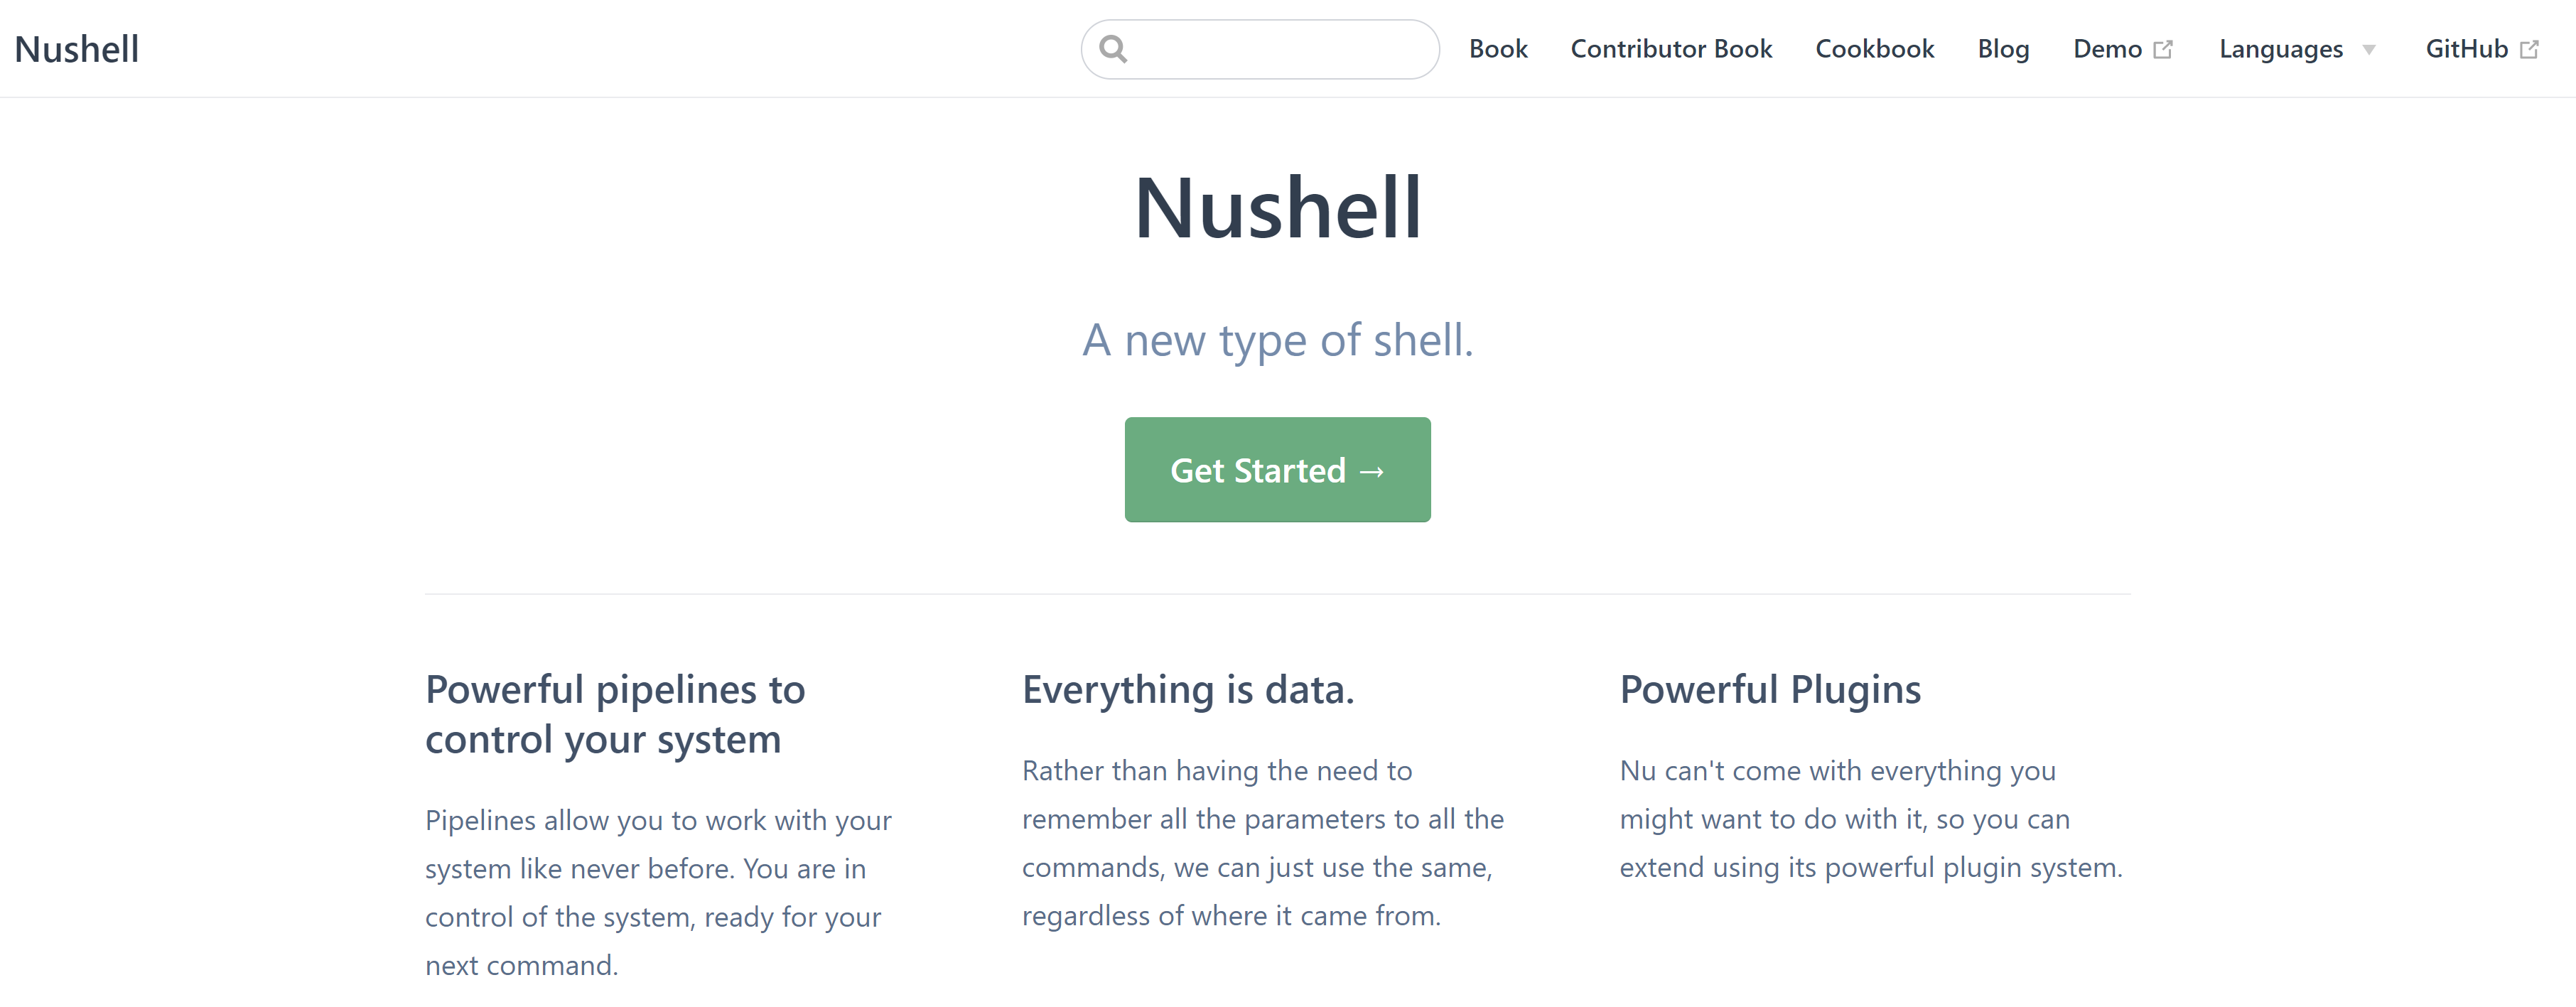 Nushell
Book Contributor Book Cookbook Blog Demo Languages GitHub
Nushell
A new type of shell.
Get Started →
Powerful pipelines to
control your system
Pipelines allow you to work with your
system like never before. You are in
control of the system, ready for your
next command.
Everything is data.
Rather than having the need to
remember all the parameters to all the
commands, we can just use the same,
regardless of where it came from.
Powerful Plugins
Nu can't come with everything you
might want to do with it, so you can
extend using its powerful plugin system.